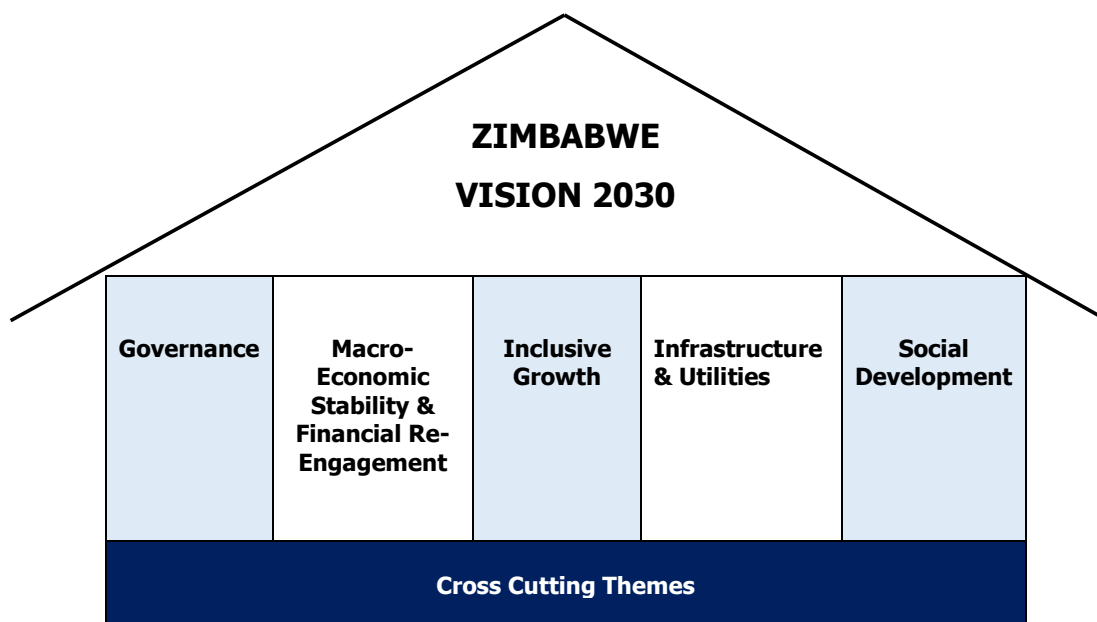 ZIMBABWE
VISION 2030
Governance
Macro-
Economic
Stability &
Financial Re-
Engagement
Inclusive
Growth
Infrastructure
& Utilities
Social
Development
Cross Cutting Themes